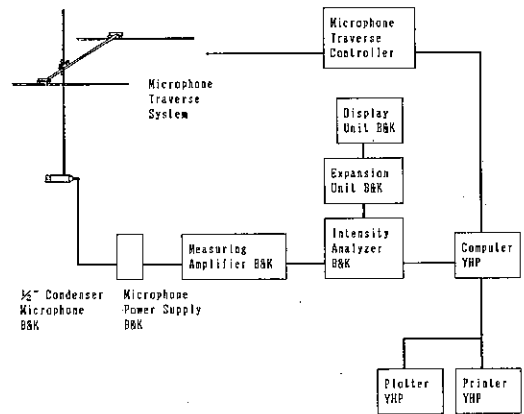 Microphone
Traverse
Controller
Microphone
Traverse
System
Display
Unit B&K
Expansion
Unit B&K
Measuring
Amplifier B&K
Intensity
Analyzer
B&K
Computer
YHP
½" Condenser
Microphone
B&K
Microphone
Power Supply
B&K
Plotter
YHP
Printer
YHP